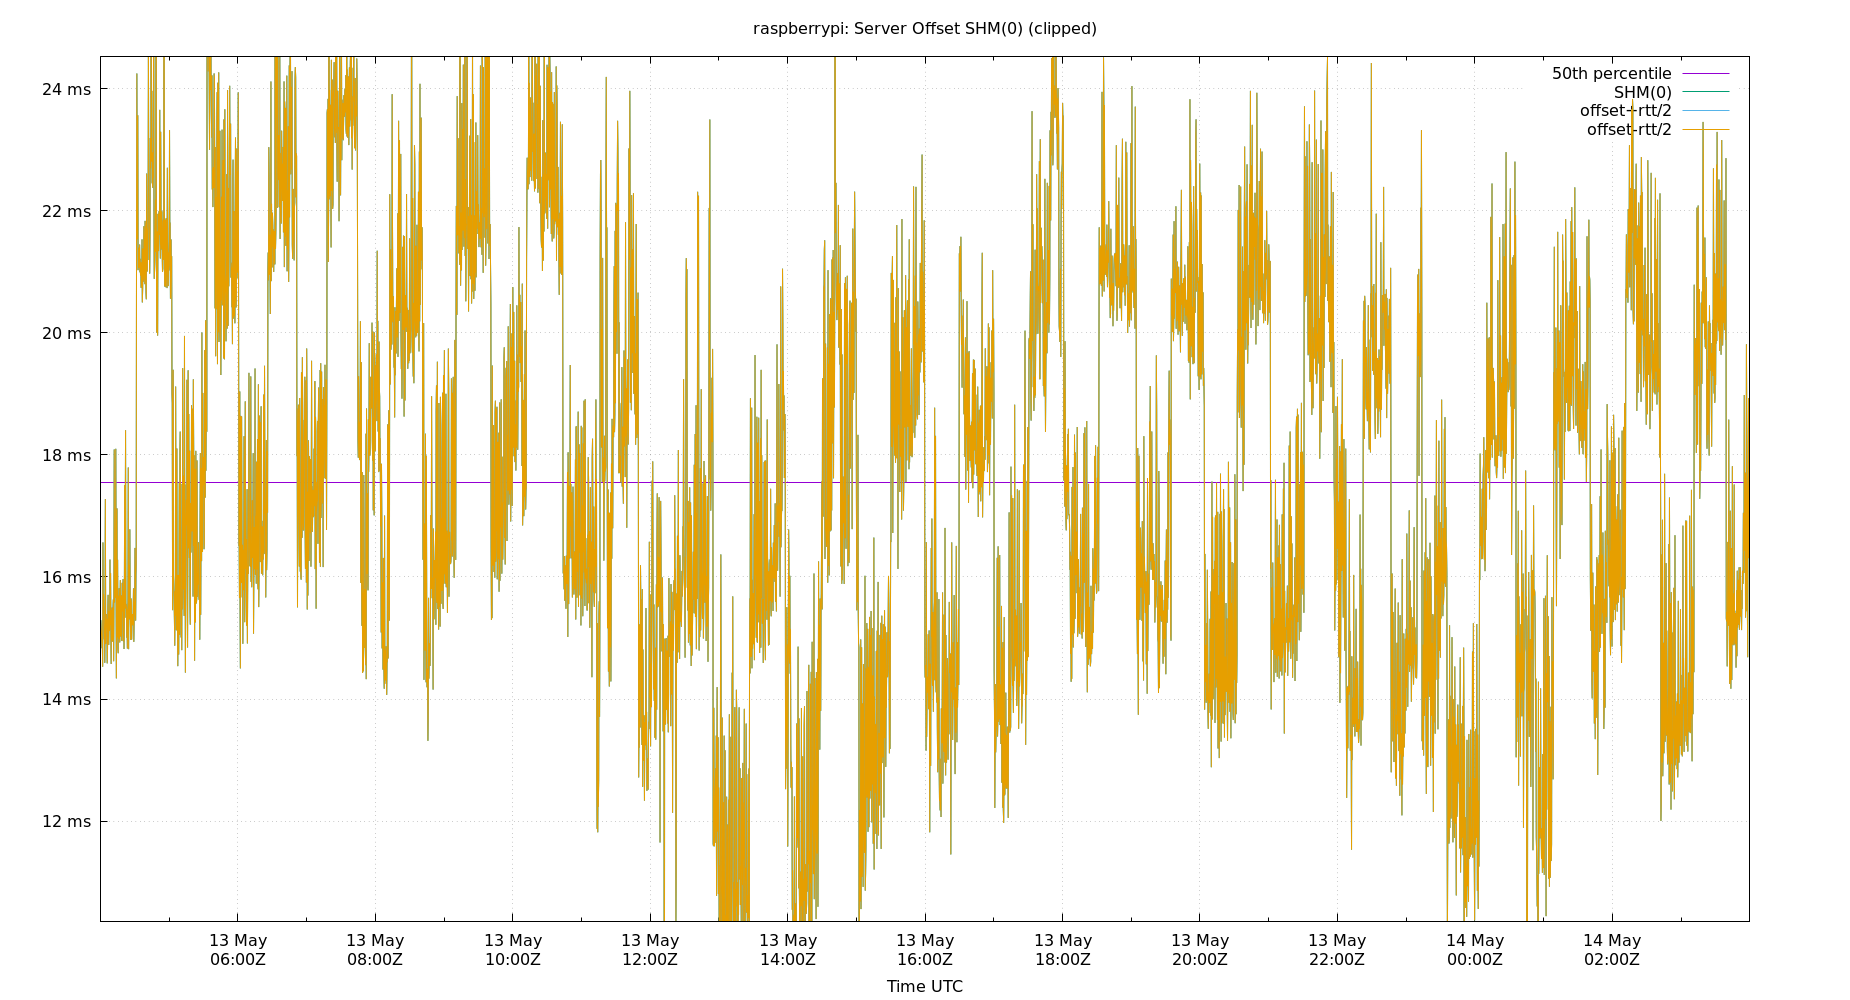 raspberrypi: Server Offset SHM(0) (clipped)
50th percentile
SHM(0)
offset+rtt/2
offset-rtt/2
24 ms
22 ms
20 ms
18 ms
16 ms
14 ms
12 ms
13 May 13 May 13 May 13 May 13 May 13 May 13 May 13 May 13 May 14 May 14 May
06:00Z 08:00Z 10:00Z 12:00Z 14:00Z 16:00Z 18:00Z 20:00Z 22:00Z 00:00Z 02:00Z
Time UTC